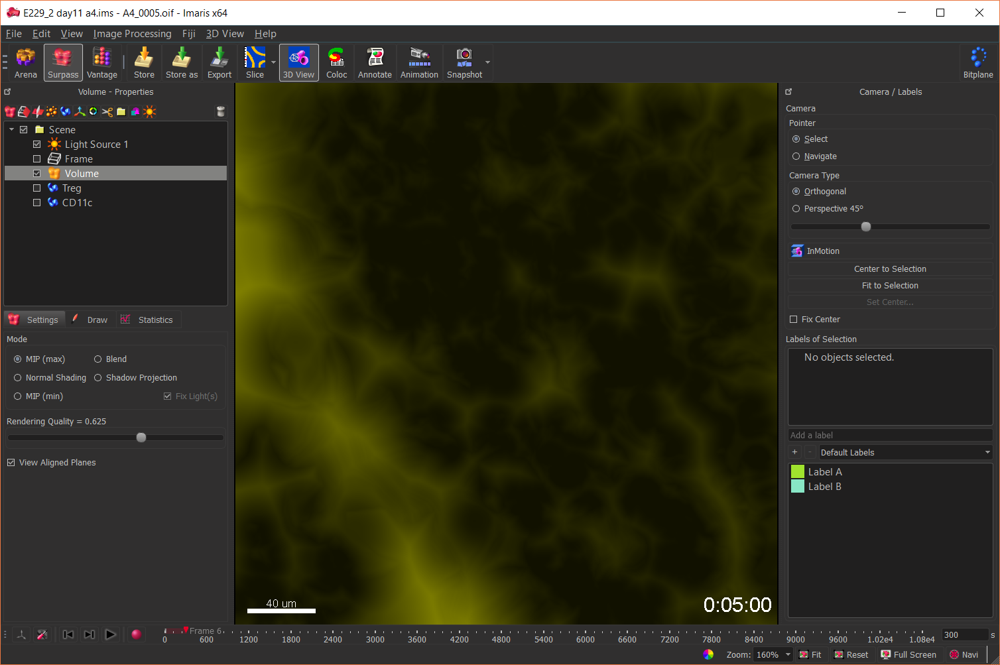 E229_2 day11 a4.ims - A4_0005.oif - Imaris x64
File Edit View Image Processing Fiji 3D View Help
Arena Surpass Vantage Store Store as Export Slice 3D View Coloc Annotate Animation Snapshot Bitplane
Volume - Properties
Scene
Light Source 1
Frame
Volume
Treg
CD11c
Settings Draw Statistics
Mode
MIP (max) Blend
Normal Shading Shadow Projection
MIP (min) Fix Light(s)
Rendering Quality = 0.625
View Aligned Planes
40 um
0:05:00
Camera / Labels
Camera
Pointer
Select
Navigate
Camera Type
Orthogonal
Perspective 45º
InMotion
Center to Selection
Fit to Selection
Set Center...
Fix Center
Labels of Selection
No objects selected.
Add a label
+ - Default Labels
Label A
Label B
Frame 6
0 600 1200 1800 2400 3000 3600 4200 4800 5400 6000 6600 7200 7800 8400 9000 9600 1.02e4 1.08e4
300 s
Zoom: 160% Fit Reset Full Screen Navi